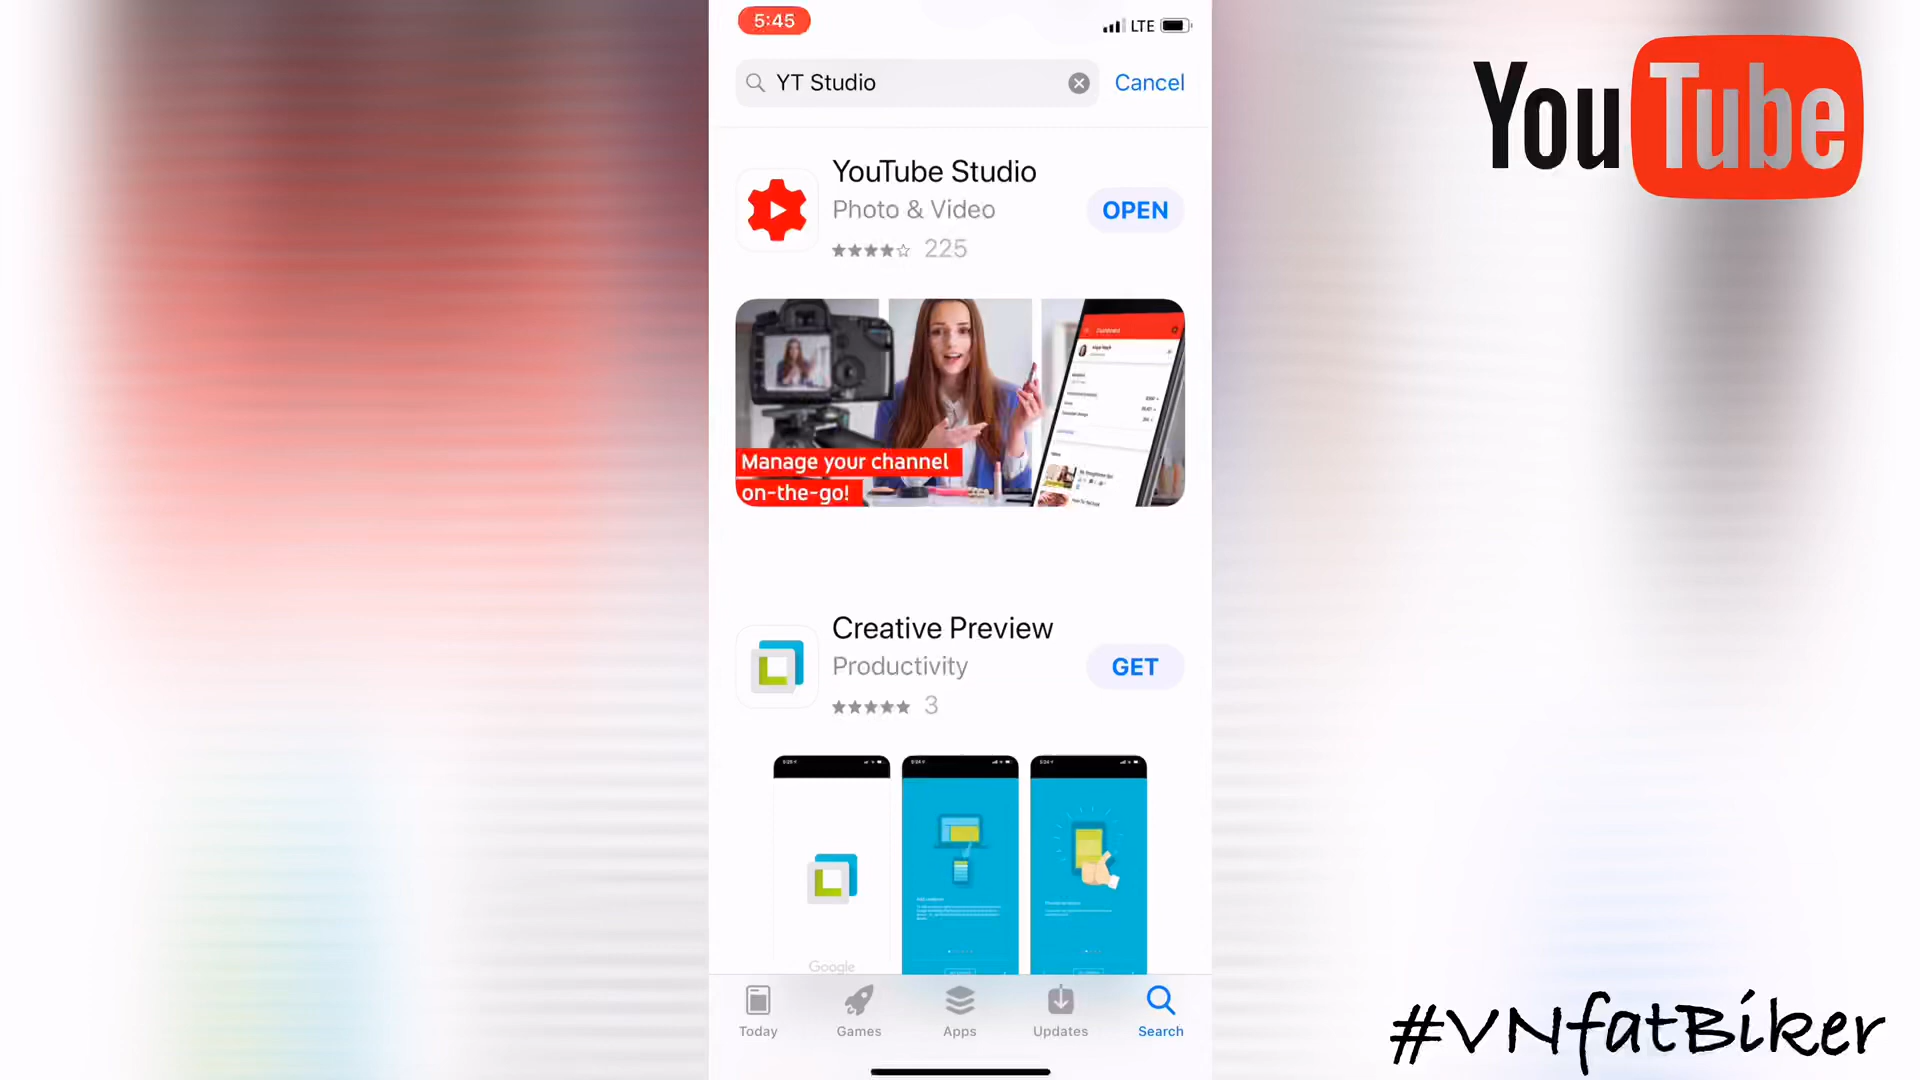 5:45
LTE
YT Studio
Cancel
YouTube
YouTube Studio
Photo & Video
225
OPEN
Dashboard
Manage your channel
on-the-go!
Creative Preview
Productivity
3
GET
Google
Today
Games
Apps
Updates
Search
#VNfatBiker